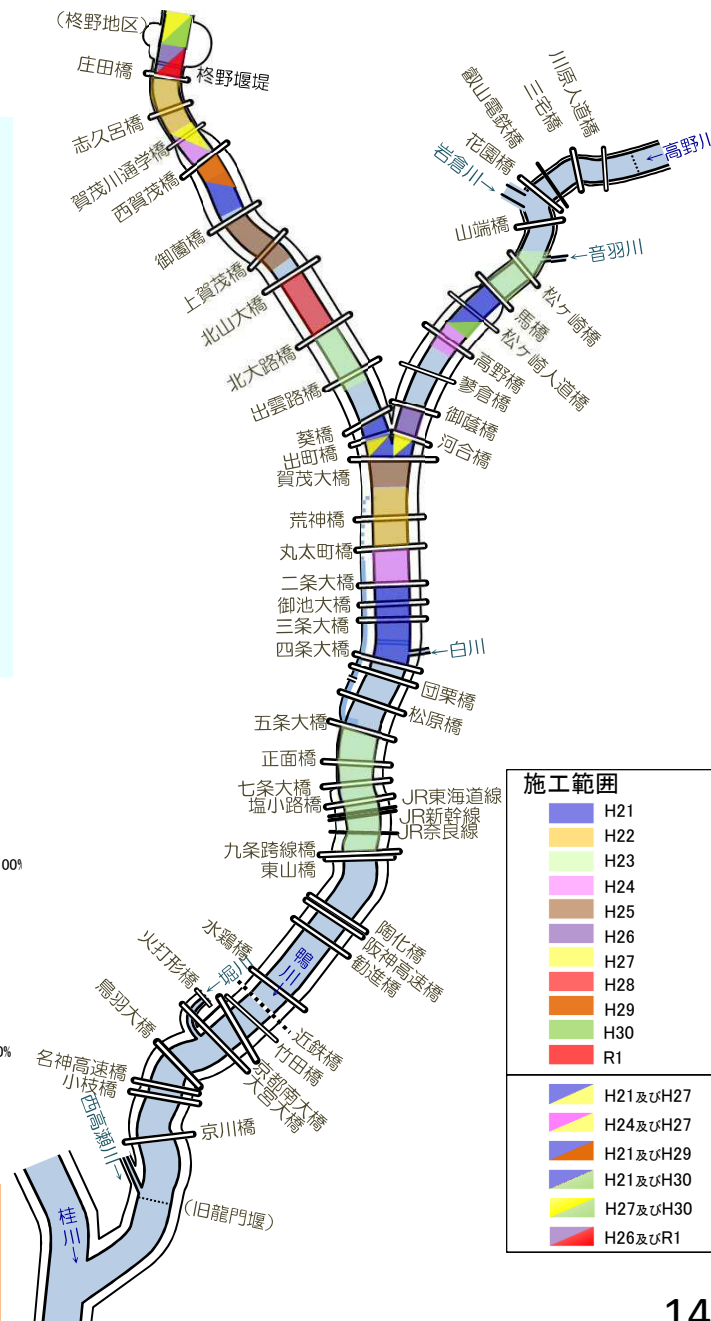 (柊野地区)
庄田橋
柊野堰堤
志久呂橋
賀茂川通学橋
西賀茂橋
御薗橋
上賀茂橋
北山大橋
北大路橋
出雲路橋
葵橋
出町橋
賀茂大橋
荒神橋
丸太町橋
二条大橋
御池大橋
三条大橋
四条大橋
←白川
団栗橋
松原橋
五条大橋
正面橋
七条大橋
塩小路橋
JR東海道線
JR新幹線
JR奈良線
九条跨線橋
東山橋
川原人道橋
三宅橋
叡山電鉄橋
花園橋
岩倉川→
←高野川
山端橋
←音羽川
松ケ崎橋
馬橋
松ケ崎人道橋
高野橋
蓼倉橋
御蔭橋
河合橋
陶化橋
阪神高速橋
勧進橋
水鶏橋
鴨川→
火打形橋
鳥羽大橋
近鉄橋
竹田橋
京都南大橋
大宮大橋
名神高速橋
小枝橋
西高瀬川→
京川橋
(旧龍門堰)
桂川→
00%
0%
施工範囲
H21
H22
H23
H24
H25
H26
H27
H28
H29
H30
R1
H21及びH27
H24及びH27
H21及びH29
H21及びH30
H27及びH30
H26及びR1
14